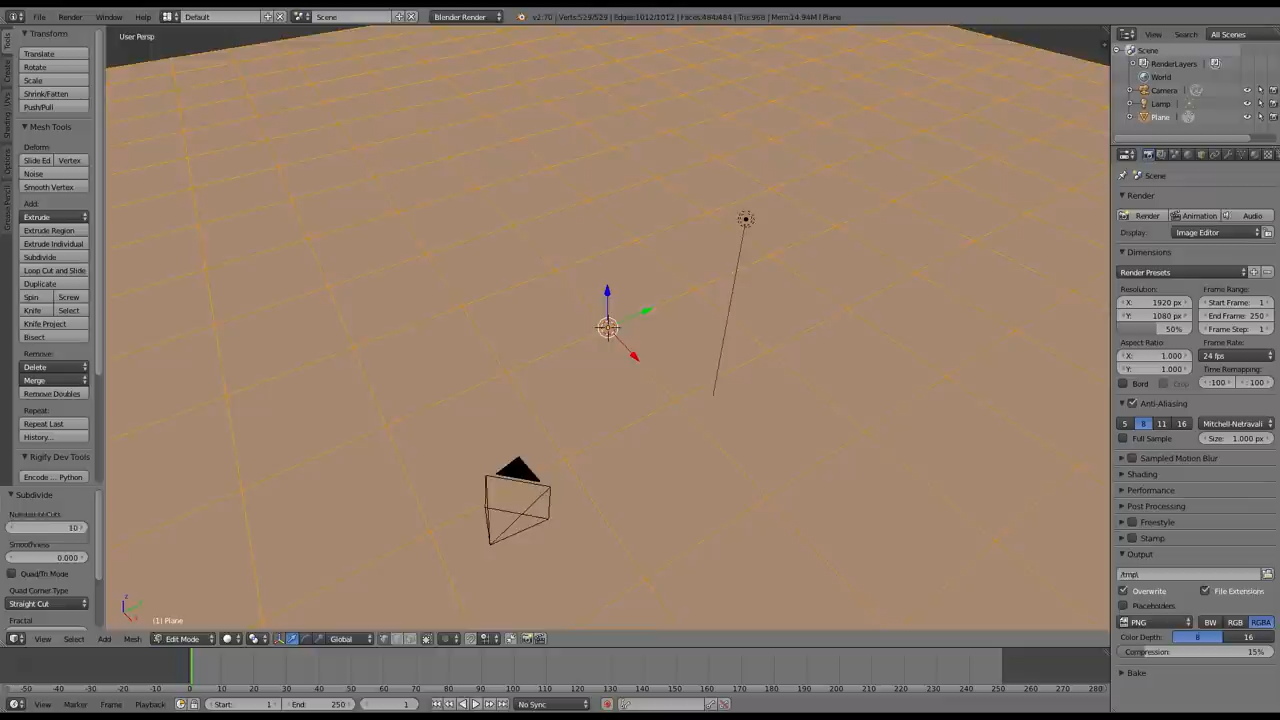 File Render Window Help Default Scene Blender Render v2.70 | Verts:529/529 | Edges:1012/1012 | Faces:484/484 | Tris:968 | Mem:14.94M | Plane
Tools
Create
Shading / UVs
Options
Grease Pencil
Transform
Translate
Rotate
Scale
Shrink/Fatten
Push/Pull
Mesh Tools
Deform:
Slide Ed Vertex
Noise
Smooth Vertex
Add:
Extrude
Extrude Region
Extrude Individual
Subdivide
Loop Cut and Slide
Duplicate
Spin Screw
Knife Select
Knife Project
Bisect
Remove:
Delete
Merge
Remove Doubles
Repeat:
Repeat Last
History...
Rigify Dev Tools
Encode ... Python
Subdivide
Number of Cuts
10
Smoothness
0.000
Quad/Tri Mode
Quad Corner Type
Straight Cut
Fractal
User Persp
(1) Plane
View Select Add Mesh Edit Mode Global
-50 -40 -30 -20 -10 0 10 20 30 40 50 60 70 80 90 100 110 120 130 140 150 160 170 180 190 200 210 220 230 240 250 260 270 280
View Marker Frame Playback Start: 1 End: 250 1 No Sync
View Search All Scenes
Scene
RenderLayers
World
Camera
Lamp
Plane
Scene
Render
Render Animation Audio
Display: Image Editor
Dimensions
Render Presets
Resolution: Frame Range:
X: 1920 px Start Frame: 1
Y: 1080 px End Frame: 250
50% Frame Step: 1
Aspect Ratio Frame Rate:
X: 1.000 24 fps
Y: 1.000 Time Remapping:
Bord Crop :100 :100
Anti-Aliasing
5 8 11 16 Mitchell-Netravali
Full Sample Size: 1.000 px
Sampled Motion Blur
Shading
Performance
Post Processing
Freestyle
Stamp
Output
/tmp\
Overwrite File Extensions
Placeholders
PNG BW RGB RGBA
Color Depth: 8 16
Compression: 15%
Bake